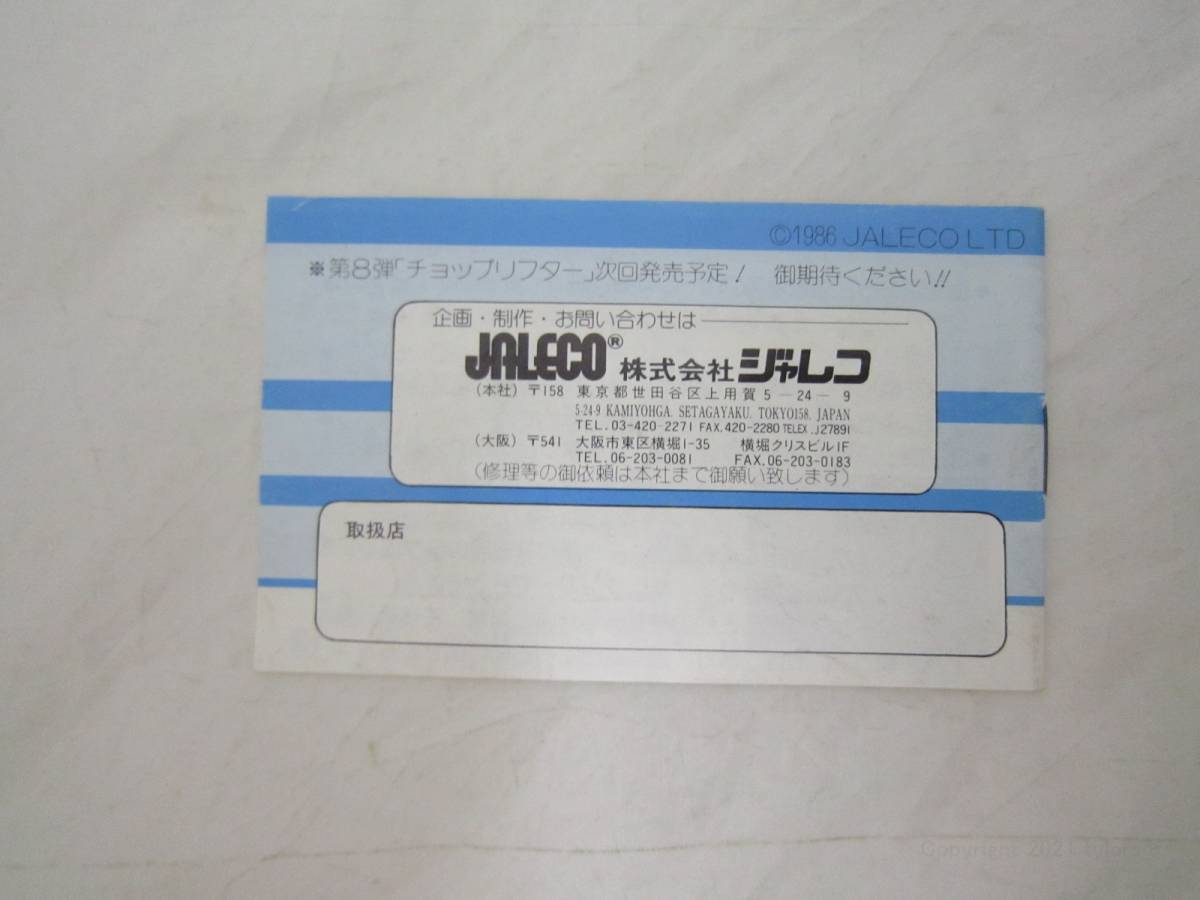 ©1986 JALECO LTD
※第8弾「チョップリフター」次回発売予定！ 御期待ください!!
企画・制作・お問い合わせは
JALECO® 株式会社ジャレコ
(本社) 〒158 東京都世田谷区上用賀5－24－9
5-24-9 KAMIYOHGA. SETAGAYAKU. TOKYO158. JAPAN
TEL.03-420-2271 FAX.420-2280 TELEX.J27891
(大阪) 〒541 大阪市東区横堀1-35 横堀クリスビル1F
TEL.06-203-0081 FAX.06-203-0183
(修理等の御依頼は本社まで御願い致します)
取扱店
Copyright